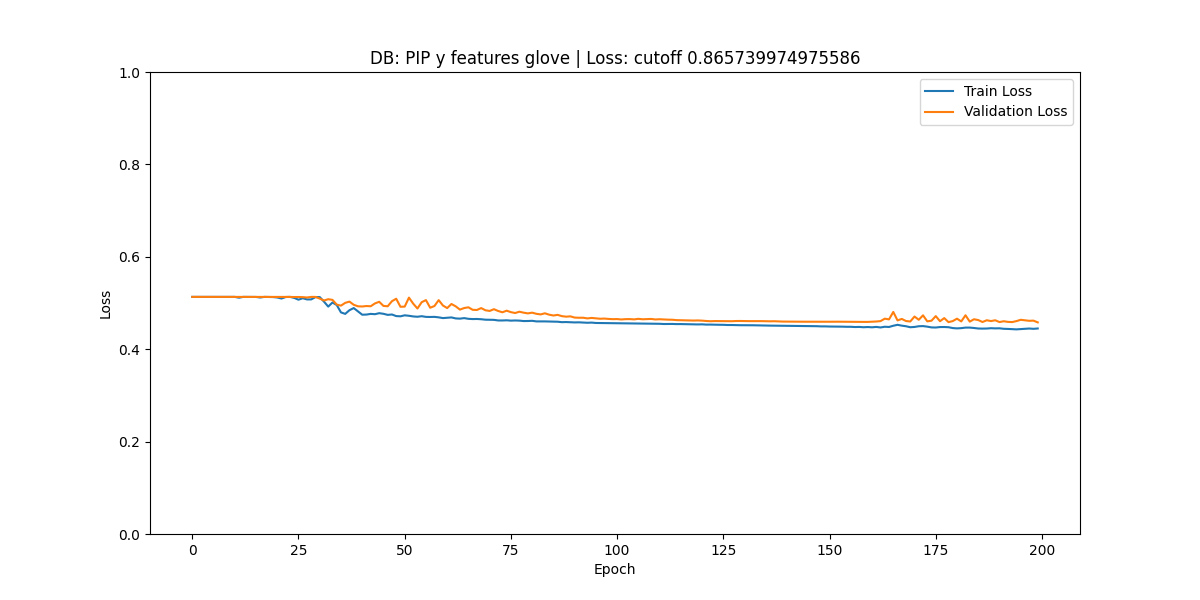 DB: PIP y features glove | Loss: cutoff 0.865739974975586
Train Loss
Validation Loss
1.0
0.8
0.6
0.4
0.2
0.0
Loss
0 25 50 75 100 125 150 175 200
Epoch